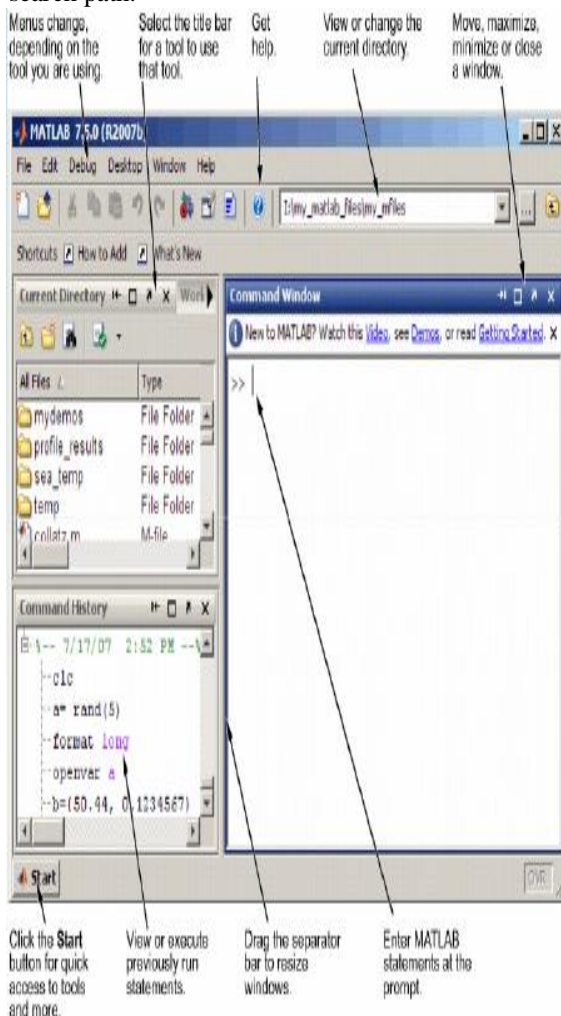 search path.
Menus change,
depending on the
tool you are using.
Select the title bar
for a tool to use
that tool.
Get
help.
View or change the
current directory.
Move, maximize,
minimize or close
a window.
MATLAB 7.5.0 (R2007b)
File Edit Debug Desktop Window Help
I:\my_matlab_files\my_mfiles
Shortcuts How to Add What's New
Current Directory Work
Command Window
New to MATLAB? Watch this Video, see Demos, or read Getting Started.
All Files Type
mydemos File Folder
profile_results File Folder
sea_temp File Folder
temp File Folder
collatz.m M-file
>>
Command History
%-- 7/17/07 2:52 PM --%
clc
a= rand(5)
format long
openvar a
b=(50.44, 0.1234567)
Start
OVR
Click the Start
button for quick
access to tools
and more.
View or execute
previously run
statements.
Drag the separator
bar to resize
windows.
Enter MATLAB
statements at the
prompt.